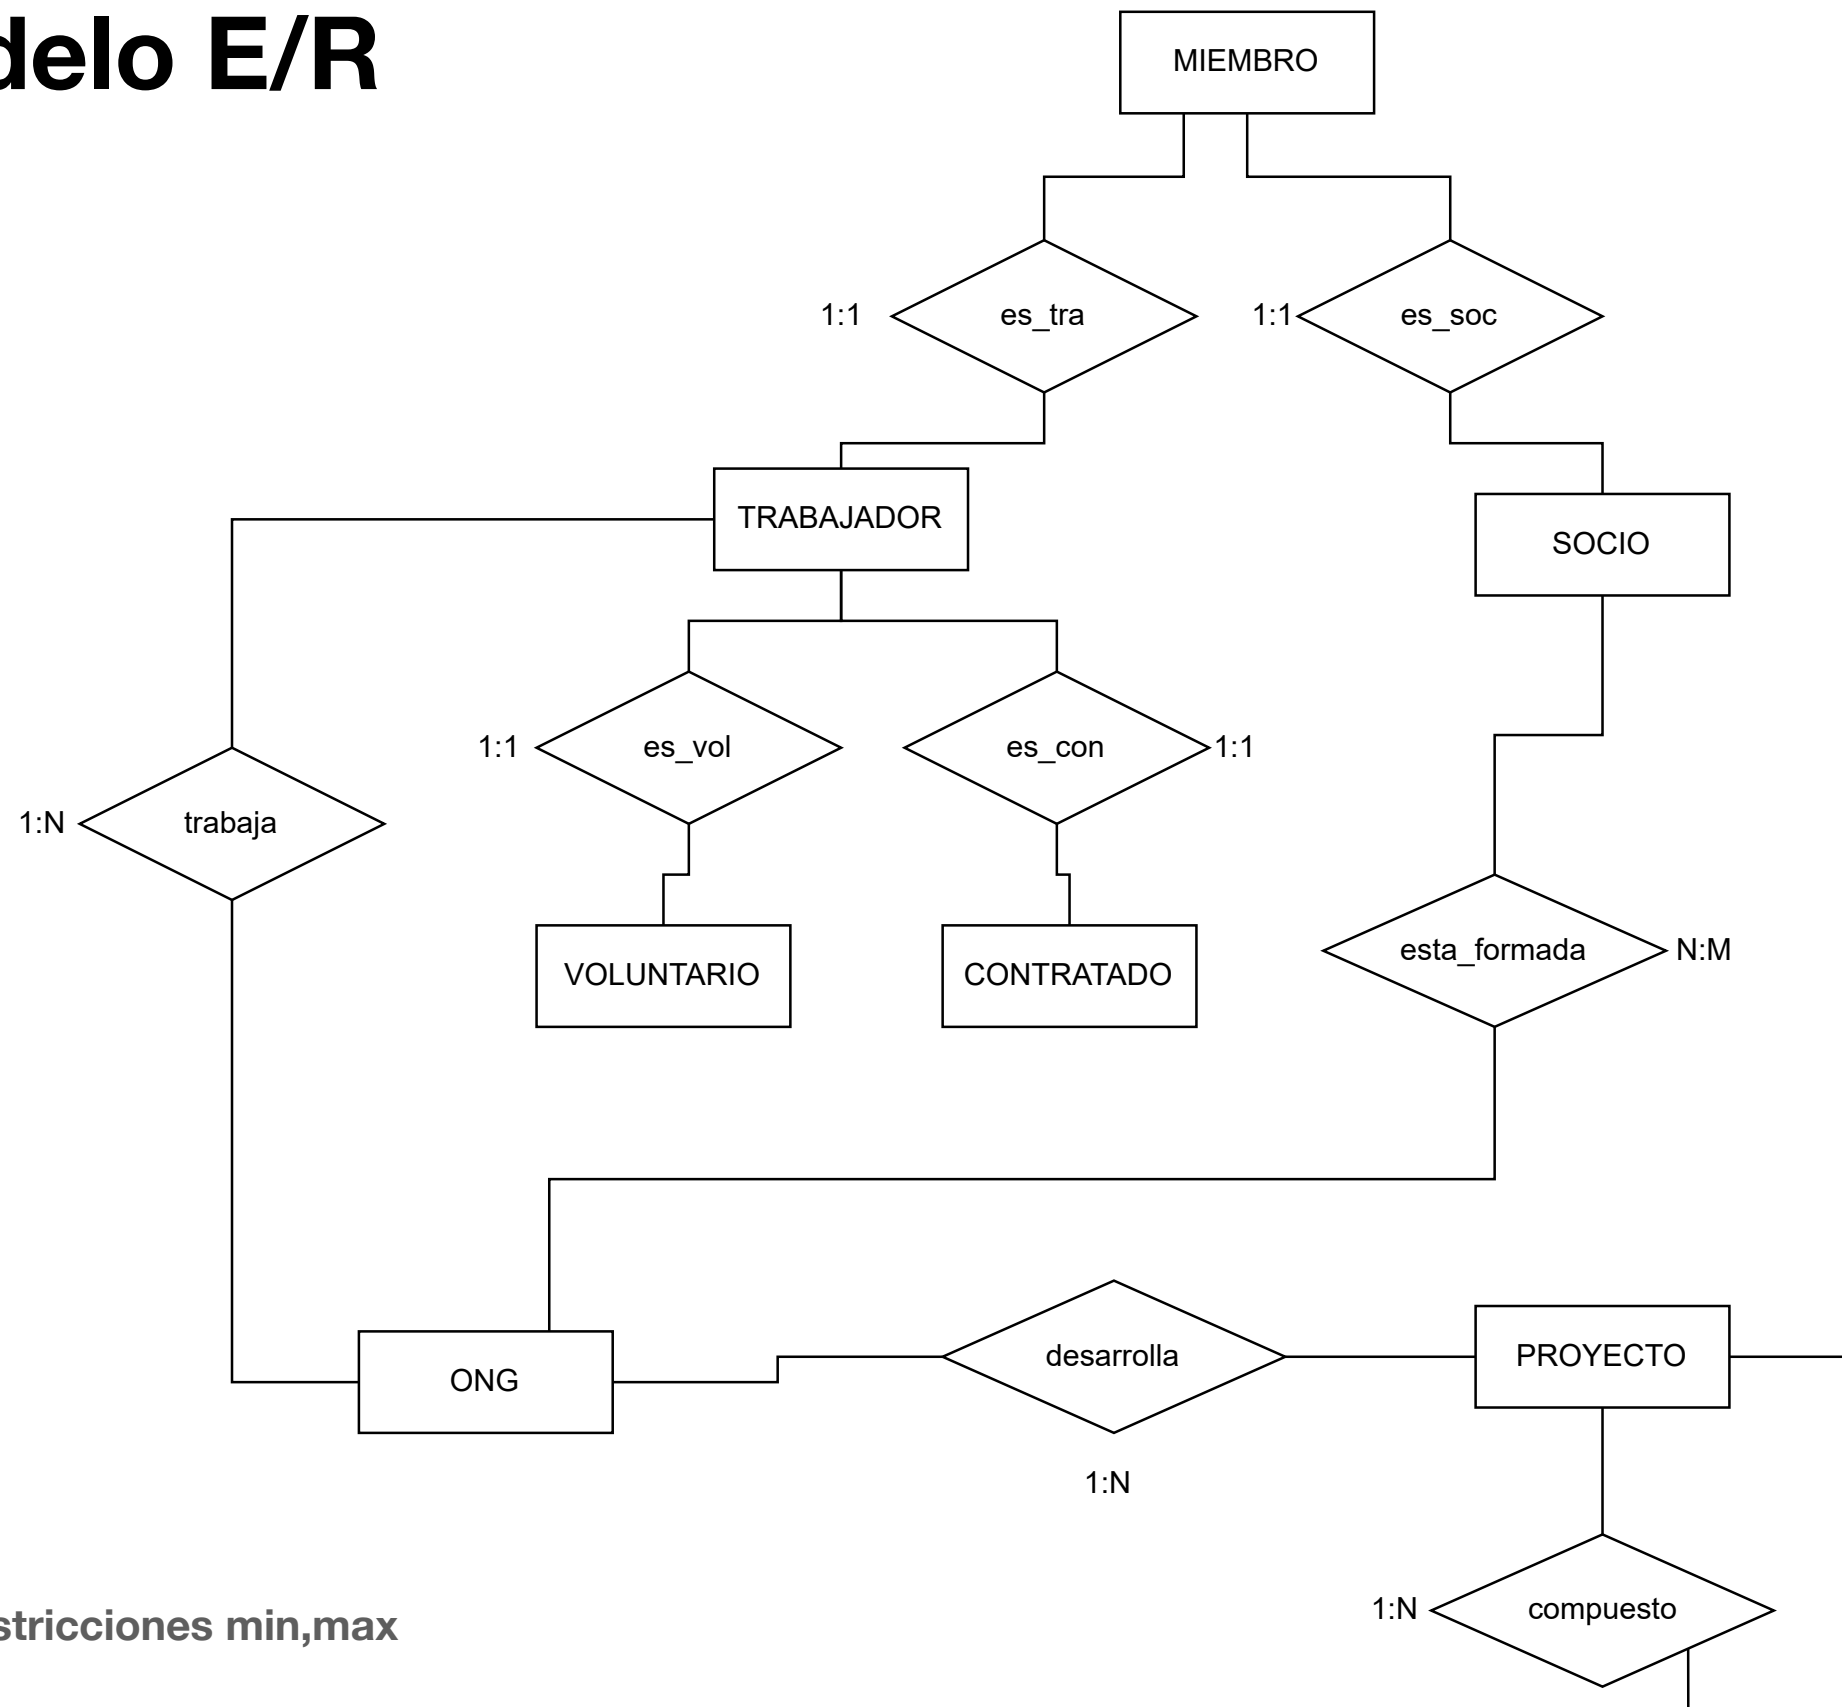 delo E/R
MIEMBRO
1:1
es_tra
1:1
es_soc
TRABAJADOR
SOCIO
1:1
es_vol
es_con
1:1
1:N
trabaja
VOLUNTARIO
CONTRATADO
esta_formada
N:M
ONG
desarrolla
PROYECTO
1:N
1:N
compuesto
stricciones min,max